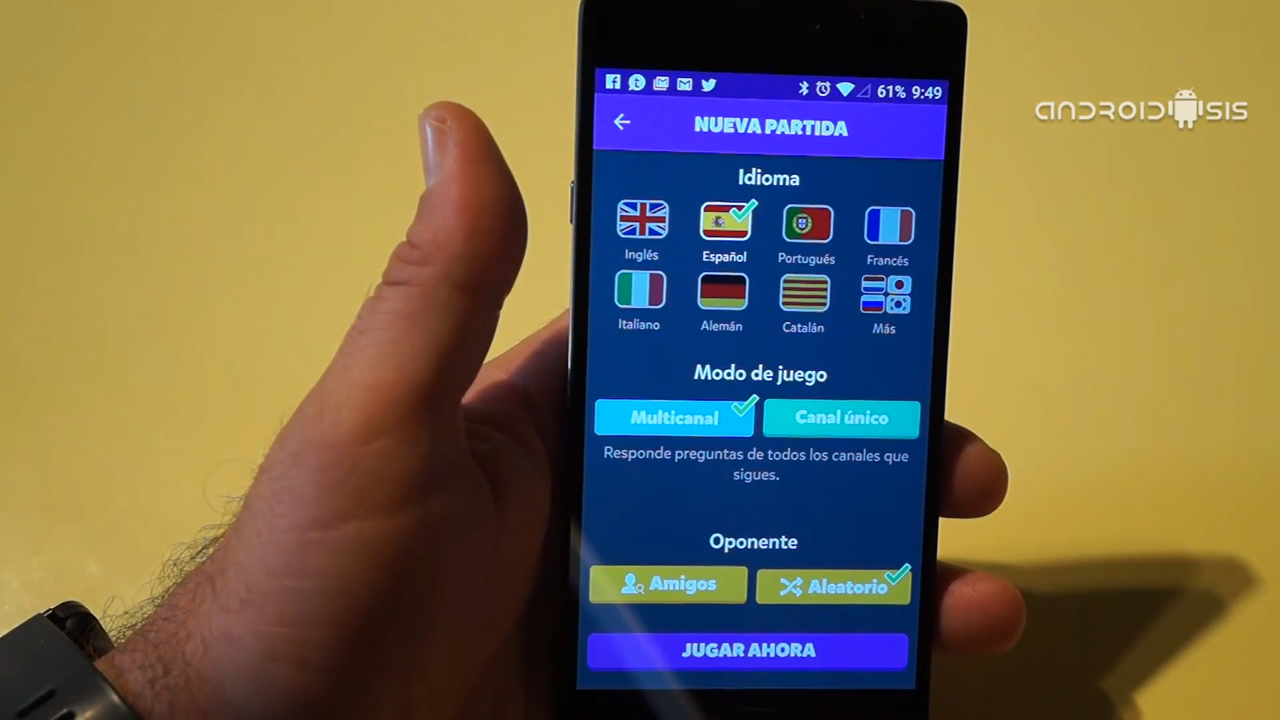 61% 9:49
ANDROIDSIS
NUEVA PARTIDA
Idioma
Inglés Español Portugués Francés
Italiano Alemán Catalán Más
Modo de juego
Multicanal Canal único
Responde preguntas de todos los canales que
sigues.
Oponente
Amigos Aleatorio
JUGAR AHORA